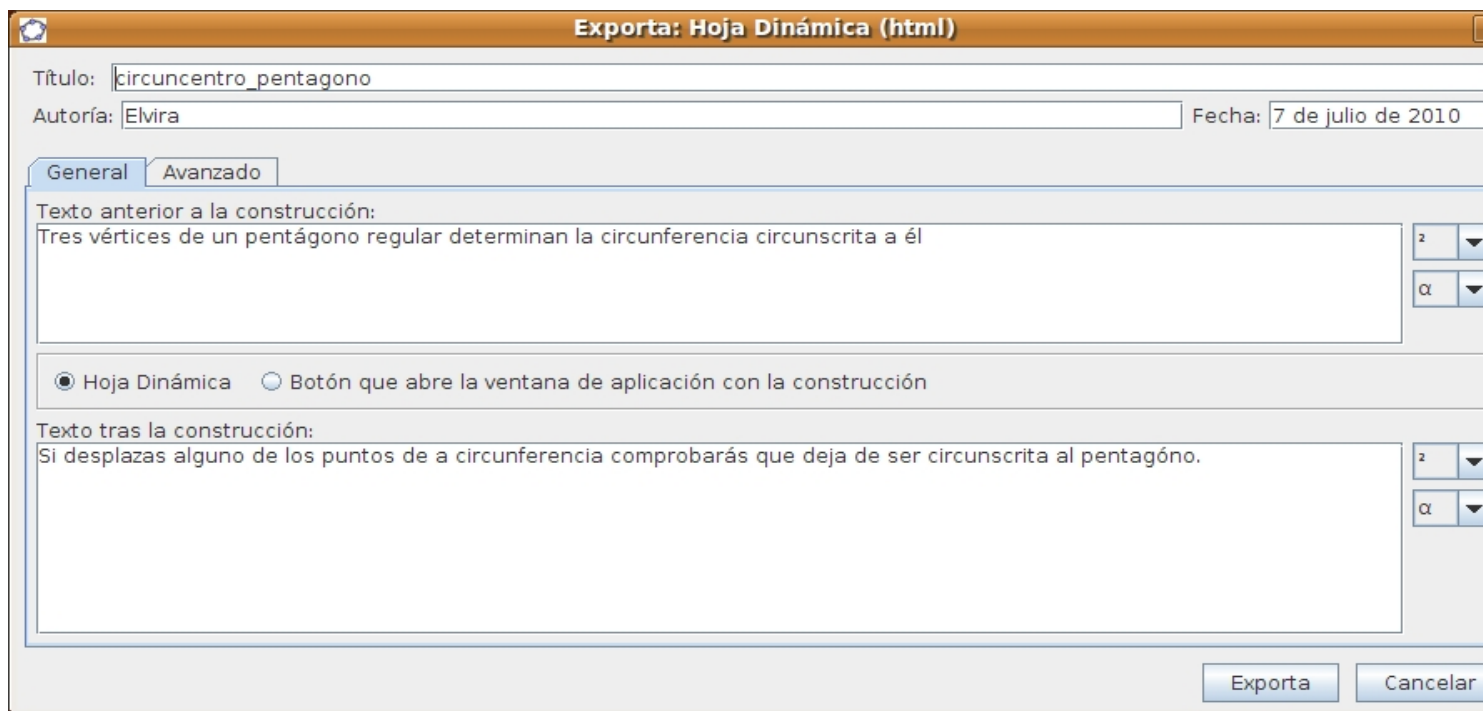 Exporta: Hoja Dinámica (html)
Título: circuncentro_pentagono
Autoría: Elvira Fecha: 7 de julio de 2010
General Avanzado
Texto anterior a la construcción:
Tres vértices de un pentágono regular determinan la circunferencia circunscrita a él
²
α
Hoja Dinámica Botón que abre la ventana de aplicación con la construcción
Texto tras la construcción:
Si desplazas alguno de los puntos de a circunferencia comprobarás que deja de ser circunscrita al pentagóno.
²
α
Exporta Cancelar